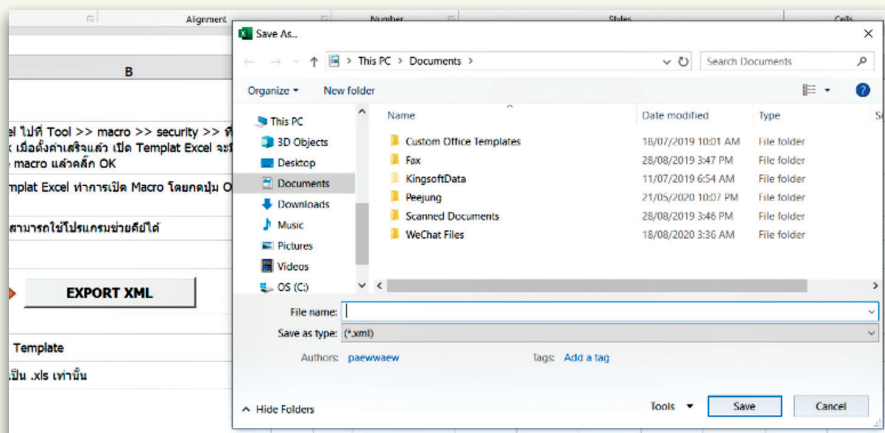 Alignment
Number
Styles
Cells
B
el ไปที่ Tool >> macro >> security >> ที
เมื่อตั้งค่าเสร็จแล้ว เปิด Templat Excel จะมี
macro แล้วคลิ๊ก OK
mplat Excel ทำการเปิด Macro โดยกดปุ่ม O
สามารถใช้โปรแกรมช่วยคีย์ได้
EXPORT XML
Template
เป็น .xls เท่านั้น
Save As..
This PC > Documents >
Search Documents
Organize
New folder
This PC
3D Objects
Desktop
Documents
Downloads
Music
Pictures
Videos
OS (C:)
Name Date modified Type Si
Custom Office Templates 18/07/2019 10:01 AM File folder
Fax 28/08/2019 3:47 PM File folder
KingsoftData 11/07/2019 6:54 AM File folder
Peejung 21/05/2020 10:07 PM File folder
Scanned Documents 28/08/2019 3:46 PM File folder
WeChat Files 18/08/2020 3:36 AM File folder
File name:
Save as type: (*.xml)
Authors: paewwaew Tags: Add a tag
Hide Folders
Tools
Save
Cancel